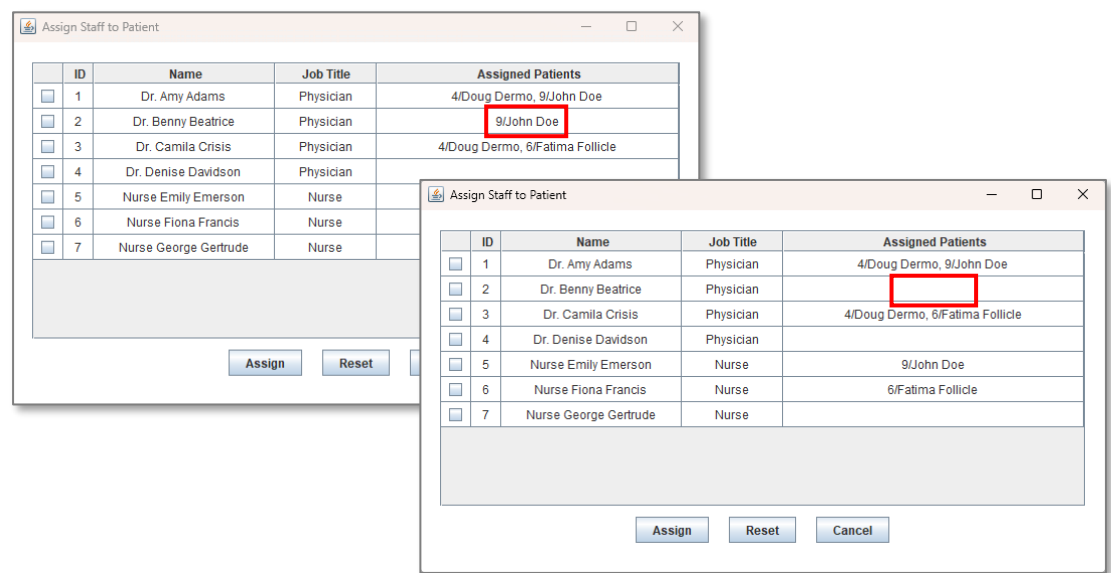 Assign Staff to Patient
ID Name Job Title Assigned Patients
1 Dr. Amy Adams Physician 4/Doug Dermo, 9/John Doe
2 Dr. Benny Beatrice Physician 9/John Doe
3 Dr. Camila Crisis Physician 4/Doug Dermo, 6/Fatima Follicle
4 Dr. Denise Davidson Physician
5 Nurse Emily Emerson Nurse
6 Nurse Fiona Francis Nurse
7 Nurse George Gertrude Nurse
Assign Reset
Assign Staff to Patient
ID Name Job Title Assigned Patients
1 Dr. Amy Adams Physician 4/Doug Dermo, 9/John Doe
2 Dr. Benny Beatrice Physician
3 Dr. Camila Crisis Physician 4/Doug Dermo, 6/Fatima Follicle
4 Dr. Denise Davidson Physician
5 Nurse Emily Emerson Nurse 9/John Doe
6 Nurse Fiona Francis Nurse 6/Fatima Follicle
7 Nurse George Gertrude Nurse
Assign Reset Cancel